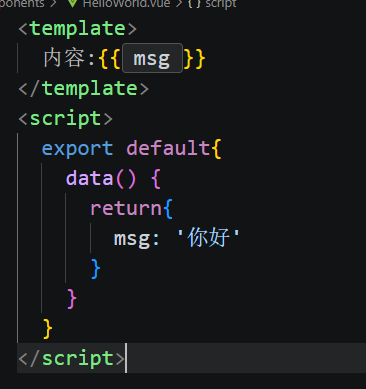 ponents > HelloWorld.vue > {} script
<template>
  内容:{{ msg }}
</template>
<script>
  export default{
    data() {
      return{
        msg: '你好'
      }
    }
  }
</script>